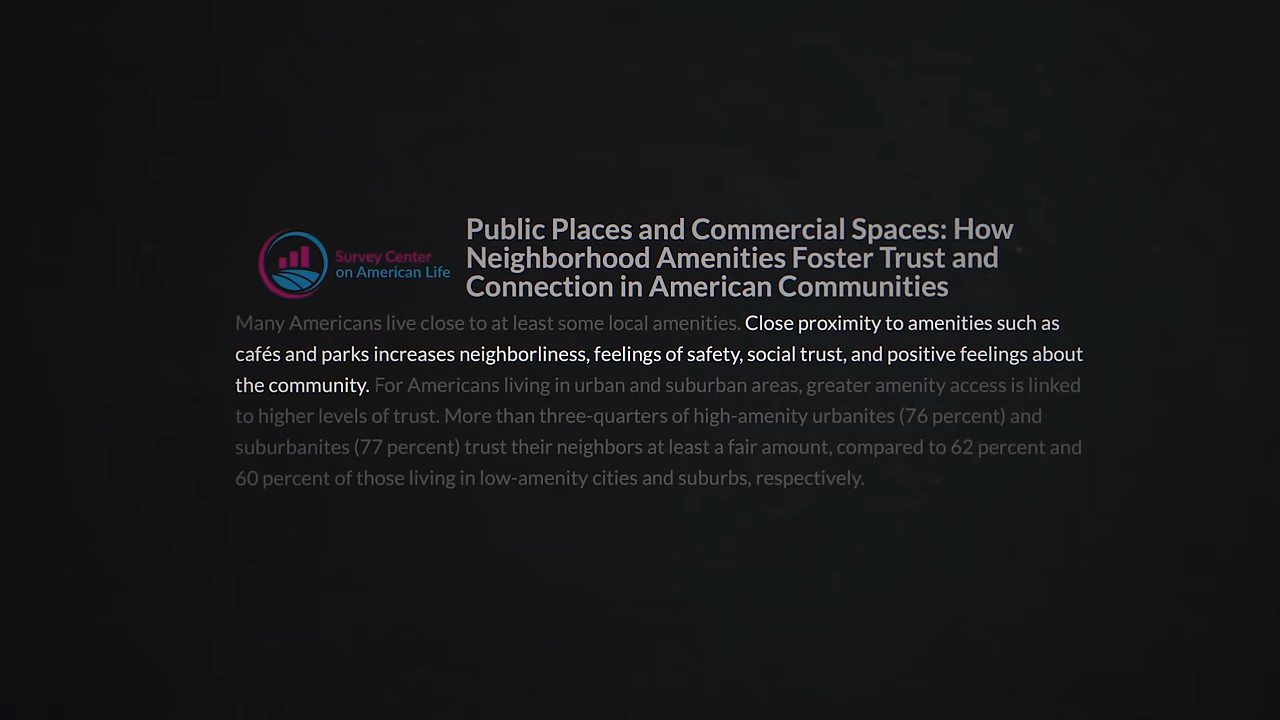 Survey Center
on American Life
Public Places and Commercial Spaces: How
Neighborhood Amenities Foster Trust and
Connection in American Communities
Many Americans live close to at least some local amenities. Close proximity to amenities such as
cafés and parks increases neighborliness, feelings of safety, social trust, and positive feelings about
the community. For Americans living in urban and suburban areas, greater amenity access is linked
to higher levels of trust. More than three-quarters of high-amenity urbanites (76 percent) and
suburbanites (77 percent) trust their neighbors at least a fair amount, compared to 62 percent and
60 percent of those living in low-amenity cities and suburbs, respectively.